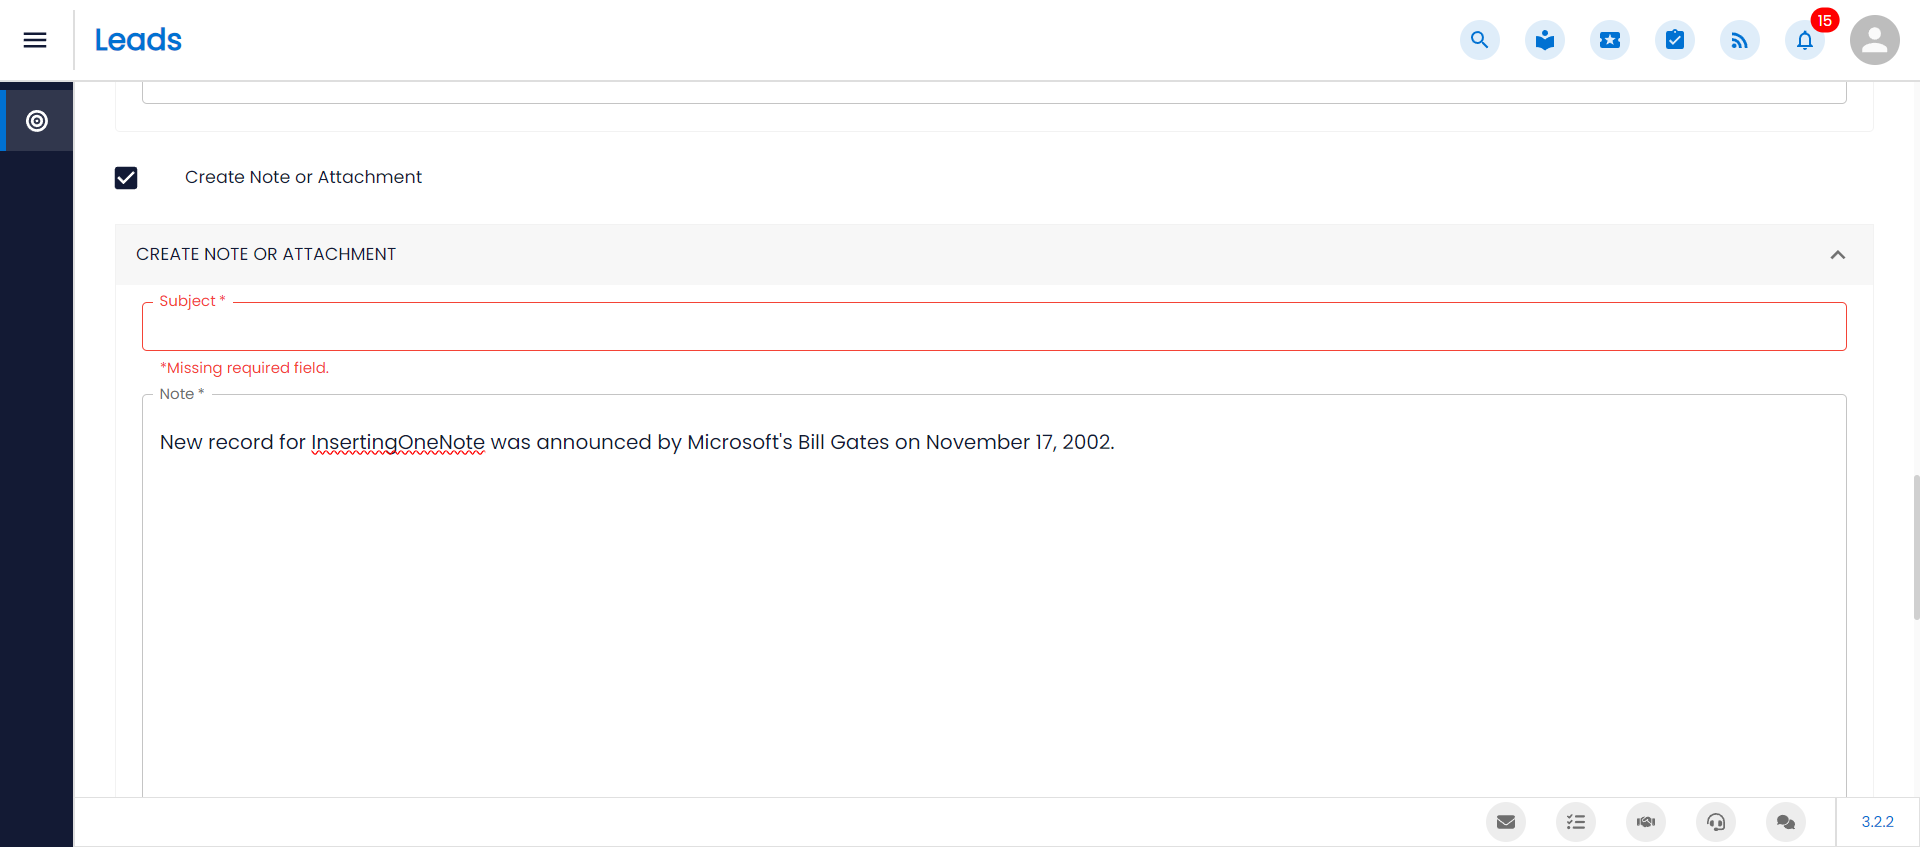 Leads
15
Create Note or Attachment
CREATE NOTE OR ATTACHMENT
Subject *
*Missing required field.
Note *
New record for InsertingOneNote was announced by Microsoft's Bill Gates on November 17, 2002.
3.2.2